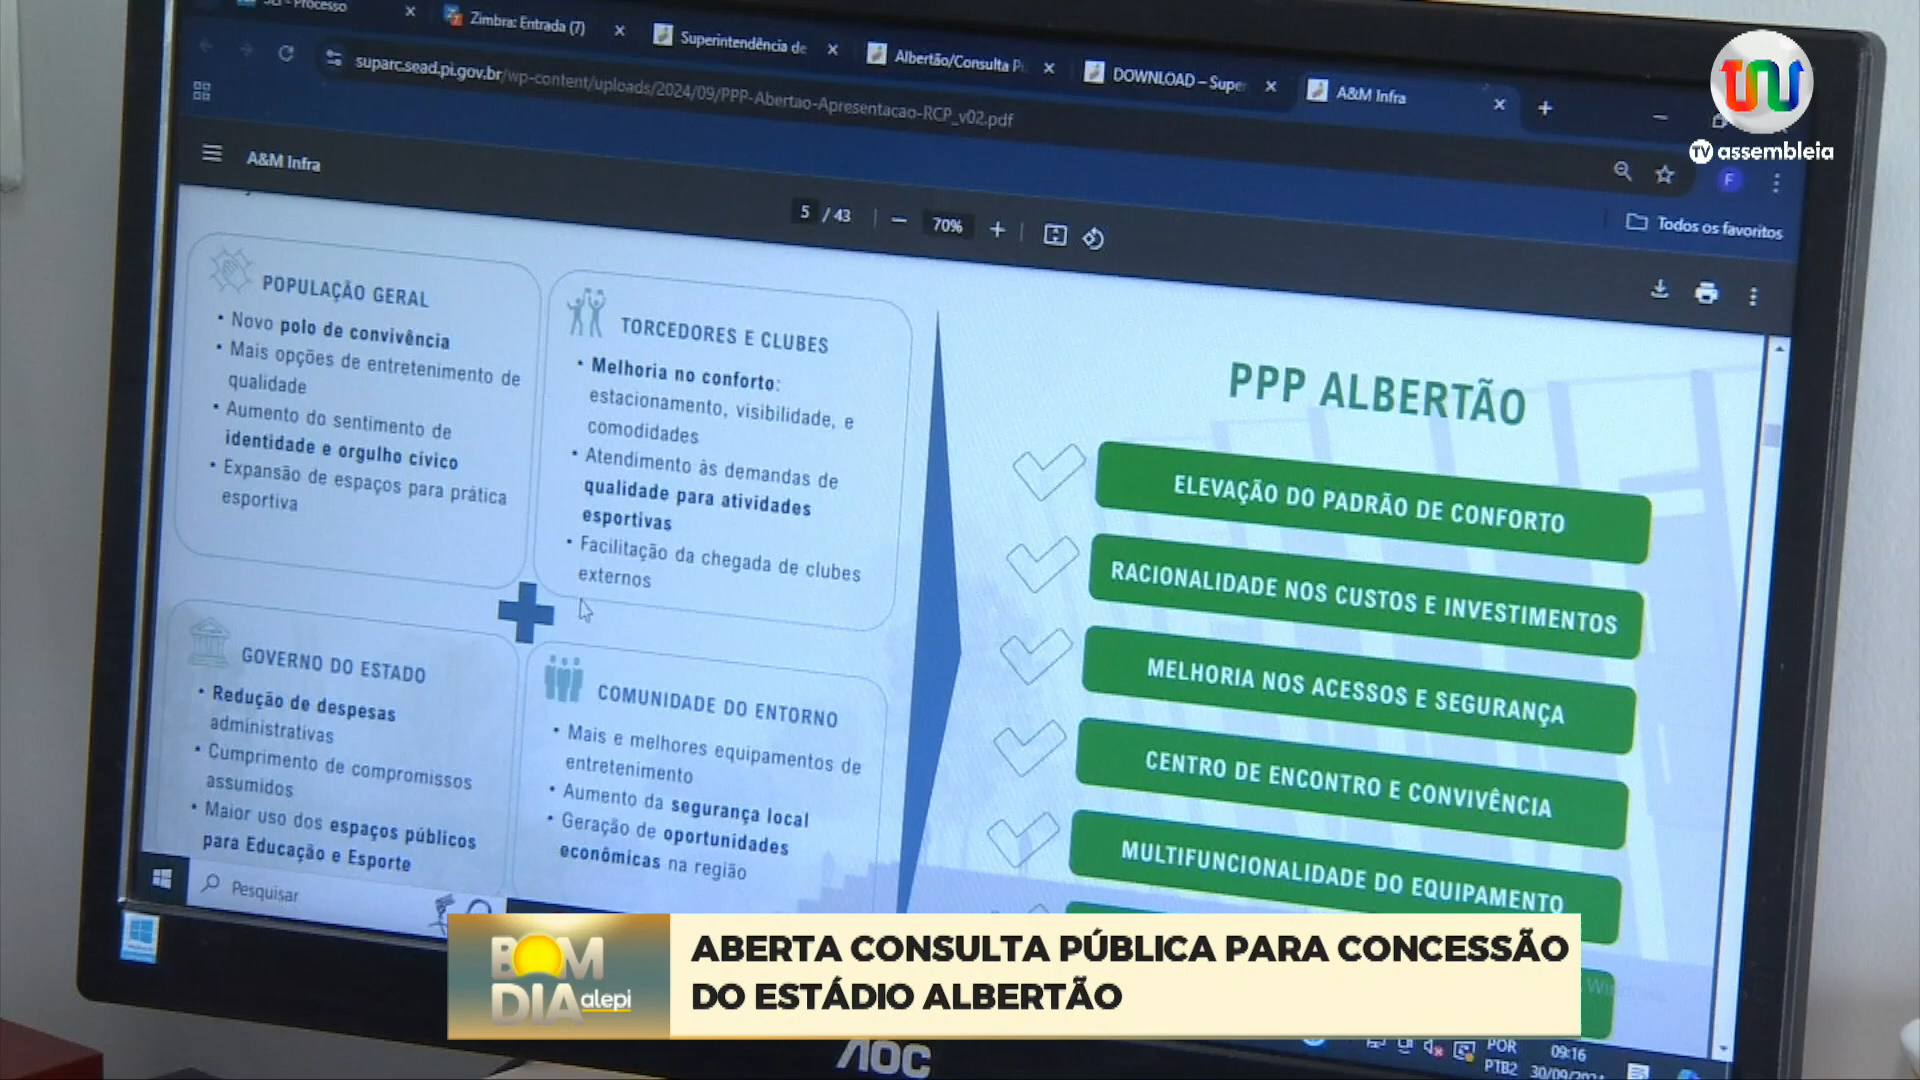 SEI - Processo
Zimbra: Entrada (7)
Superintendência de
Albertão/Consulta P
DOWNLOAD – Super
A&M Infra
suparc.sead.pi.gov.br/wp-content/uploads/2024/09/PPP-Abertao-Apresentacao-RCP_v02.pdf
TV assembleia
F
A&M Infra
5 / 43
70%
Todos os favoritos
POPULAÇÃO GERAL
• Novo polo de convivência
• Mais opções de entretenimento de
qualidade
• Aumento do sentimento de
identidade e orgulho cívico
• Expansão de espaços para prática
esportiva
TORCEDORES E CLUBES
• Melhoria no conforto:
estacionamento, visibilidade, e
comodidades
• Atendimento às demandas de
qualidade para atividades
esportivas
• Facilitação da chegada de clubes
externos
GOVERNO DO ESTADO
• Redução de despesas
administrativas
• Cumprimento de compromissos
assumidos
• Maior uso dos espaços públicos
para Educação e Esporte
COMUNIDADE DO ENTORNO
• Mais e melhores equipamentos de
entretenimento
• Aumento da segurança local
• Geração de oportunidades
econômicas na região
PPP ALBERTÃO
ELEVAÇÃO DO PADRÃO DE CONFORTO
RACIONALIDADE NOS CUSTOS E INVESTIMENTOS
MELHORIA NOS ACESSOS E SEGURANÇA
CENTRO DE ENCONTRO E CONVIVÊNCIA
MULTIFUNCIONALIDADE DO EQUIPAMENTO
Pesquisar
BOM
DIA alepi
ABERTA CONSULTA PÚBLICA PARA CONCESSÃO
DO ESTÁDIO ALBERTÃO
AOC
POR
PTB2
09:16
30/09/2024